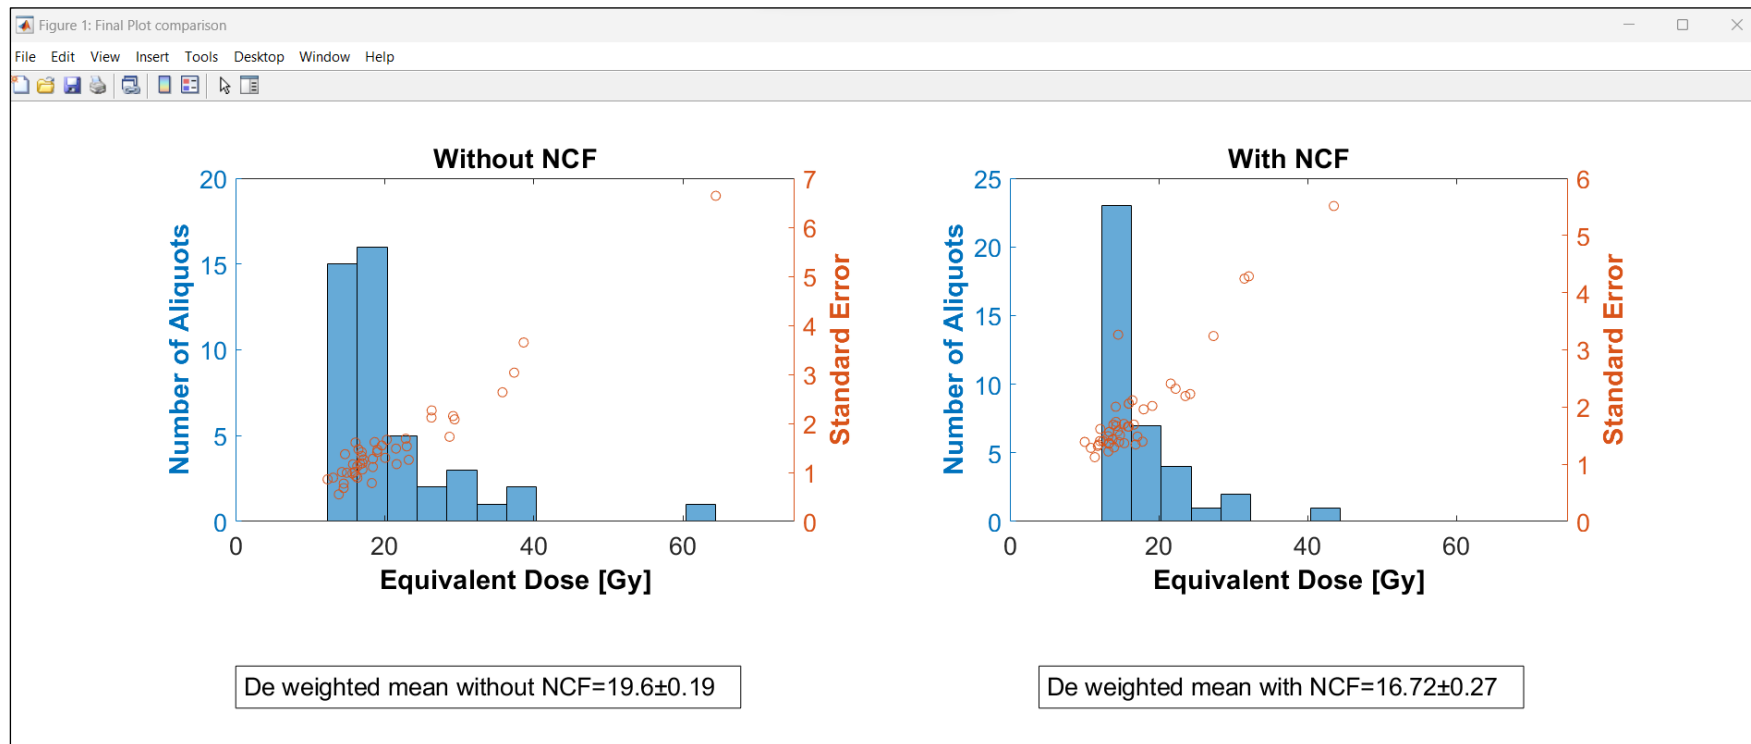 Figure 1: Final Plot comparison
File Edit View Insert Tools Desktop Window Help
Without NCF
20
15
10
5
0
Number of Aliquots
7
6
5
4
3
2
1
0
Standard Error
0 20 40 60
Equivalent Dose [Gy]
De weighted mean without NCF=19.6±0.19
With NCF
25
20
15
10
5
0
Number of Aliquots
6
5
4
3
2
1
0
Standard Error
0 20 40 60
Equivalent Dose [Gy]
De weighted mean with NCF=16.72±0.27